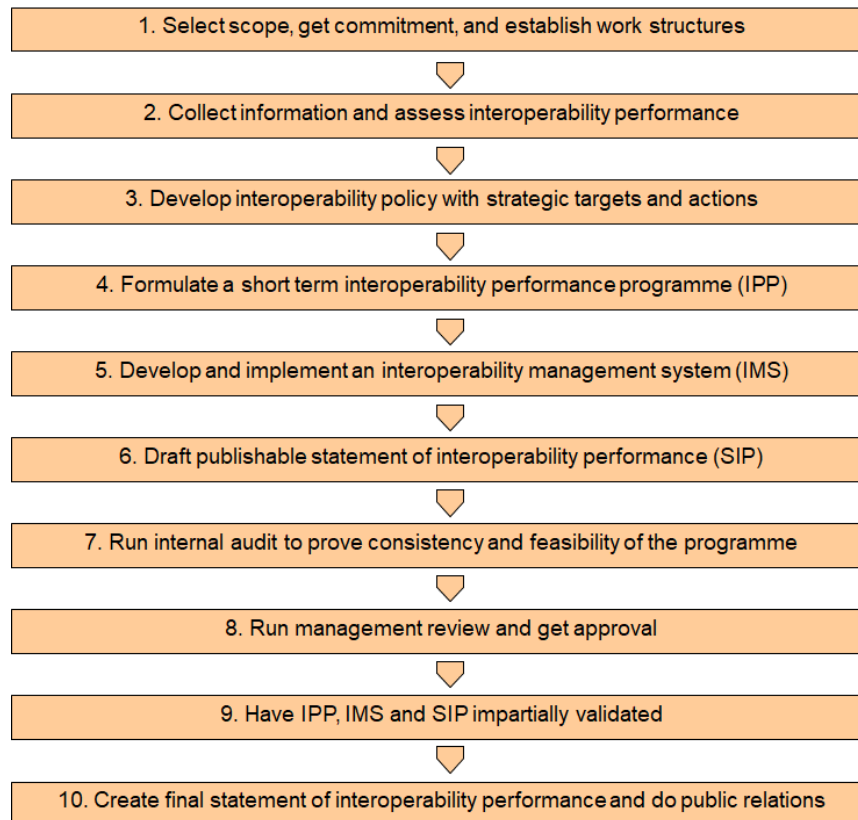 1. Select scope, get commitment, and establish work structures
2. Collect information and assess interoperability performance
3. Develop interoperability policy with strategic targets and actions
4. Formulate a short term interoperability performance programme (IPP)
5. Develop and implement an interoperability management system (IMS)
6. Draft publishable statement of interoperability performance (SIP)
7. Run internal audit to prove consistency and feasibility of the programme
8. Run management review and get approval
9. Have IPP, IMS and SIP impartially validated
10. Create final statement of interoperability performance and do public relations